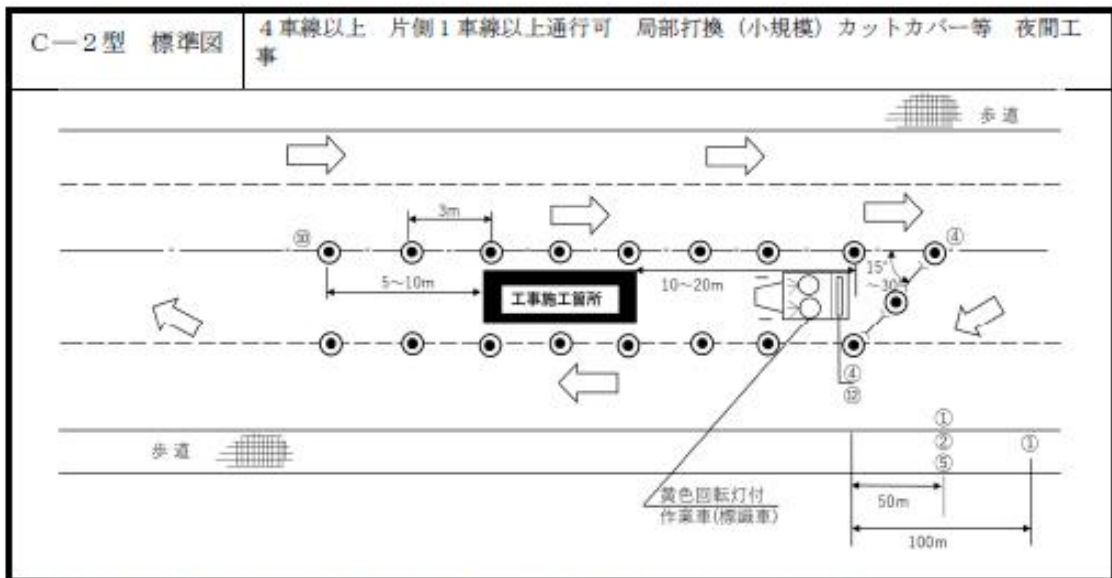 C－2型 標準図
4車線以上 片側1車線以上通行可 局部打換（小規模）カットカバー等 夜間工
事
歩道
3m
⑩
④
5～10m
工事施工箇所
10～20m
15°
～30°
④
⑫
歩道
①
②
⑤
①
50m
黄色回転灯付
作業車(標識車)
100m